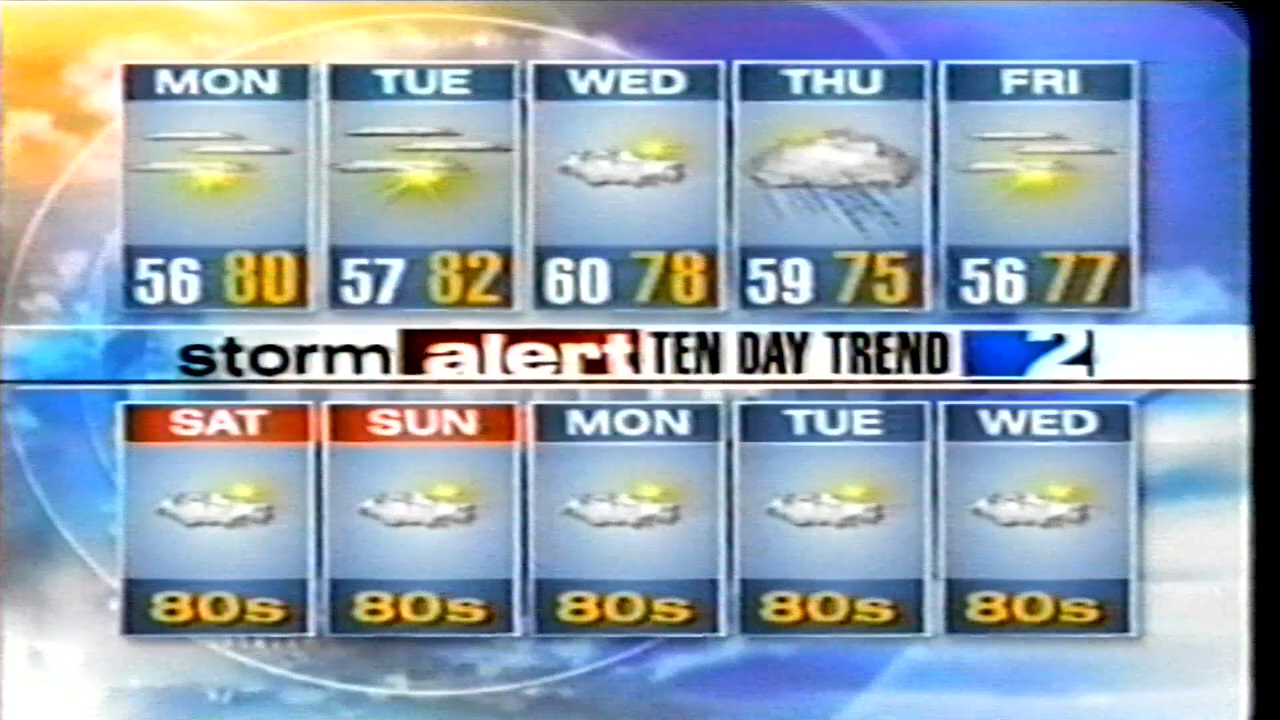 MON TUE WED THU FRI
56 80 57 82 60 78 59 75 56 77
storm alert TEN DAY TREND 2
SAT SUN MON TUE WED
80s 80s 80s 80s 80s